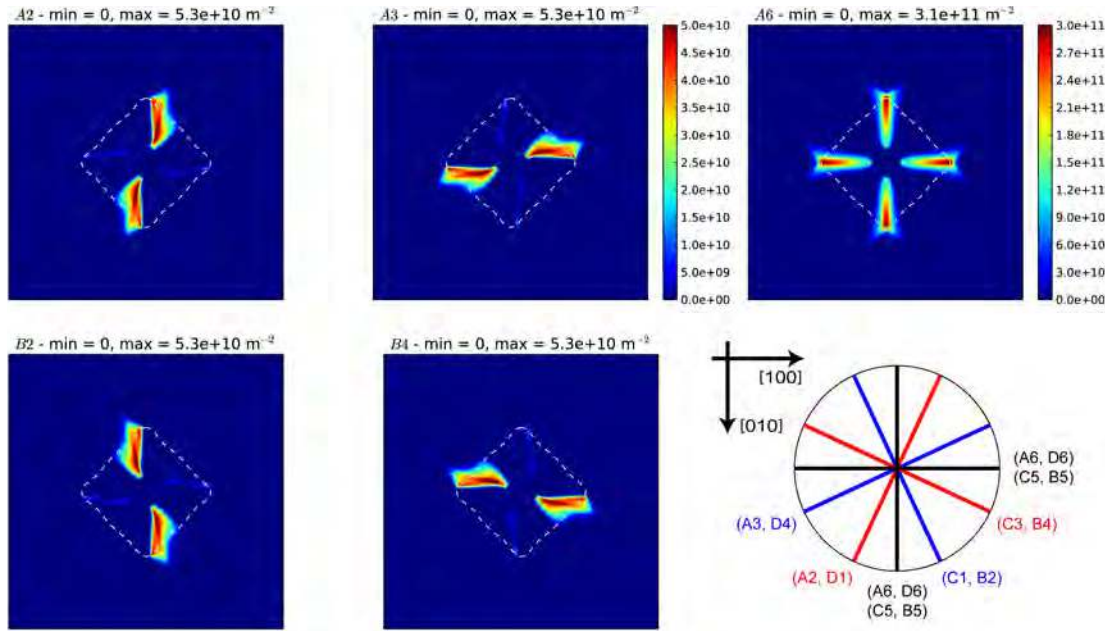 A2 - min = 0, max = 5.3e+10 m⁻²
A3 - min = 0, max = 5.3e+10 m⁻²
A6 - min = 0, max = 3.1e+11 m⁻²
5.0e+10
4.5e+10
4.0e+10
3.5e+10
3.0e+10
2.5e+10
2.0e+10
1.5e+10
1.0e+10
5.0e+09
0.0e+00
3.0e+11
2.7e+11
2.4e+11
2.1e+11
1.8e+11
1.5e+11
1.2e+11
9.0e+10
6.0e+10
3.0e+10
0.0e+00
B2 - min = 0, max = 5.3e+10 m⁻²
B4 - min = 0, max = 5.3e+10 m⁻²
[100]
[010]
(A6, D6)
(C5, B5)
(A3, D4)
(C3, B4)
(A2, D1)
(C1, B2)
(A6, D6)
(C5, B5)